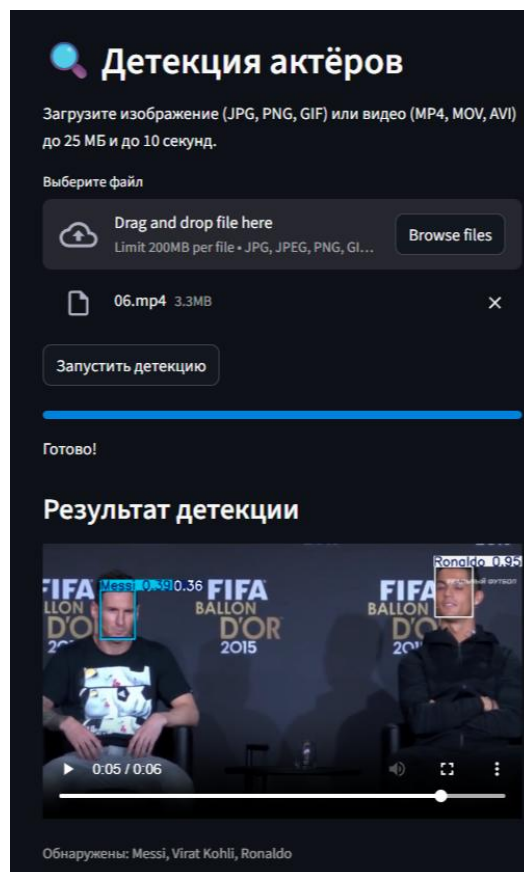 Детекция актёров
Загрузите изображение (JPG, PNG, GIF) или видео (MP4, MOV, AVI)
до 25 МБ и до 10 секунд.
Выберите файл
Drag and drop file here
Limit 200MB per file • JPG, JPEG, PNG, GI...
Browse files
06.mp4 3.3MB
Запустить детекцию
Готово!
Результат детекции
Messi 0.39 0.36
Ronaldo 0.95
FIFA
FIFA
FIFA
BALLON
BALLON
D'OR
D'O
2015
0:05 / 0:06
Обнаружены: Messi, Virat Kohli, Ronaldo